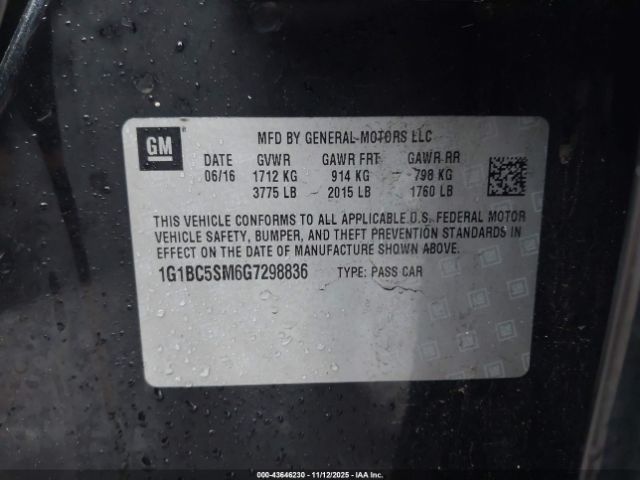 GM
MFD BY GENERAL MOTORS LLC
DATE GVWR GAWR FRT GAWR RR
06/16 1712 KG 914 KG 798 KG
3775 LB 2015 LB 1760 LB
THIS VEHICLE CONFORMS TO ALL APPLICABLE U.S. FEDERAL MOTOR
VEHICLE SAFETY, BUMPER, AND THEFT PREVENTION STANDARDS IN
EFFECT ON THE DATE OF MANUFACTURE SHOWN ABOVE.
1G1BC5SM6G7298836 TYPE: PASS CAR
000-43646230 - 11/12/2025 - IAA Inc.